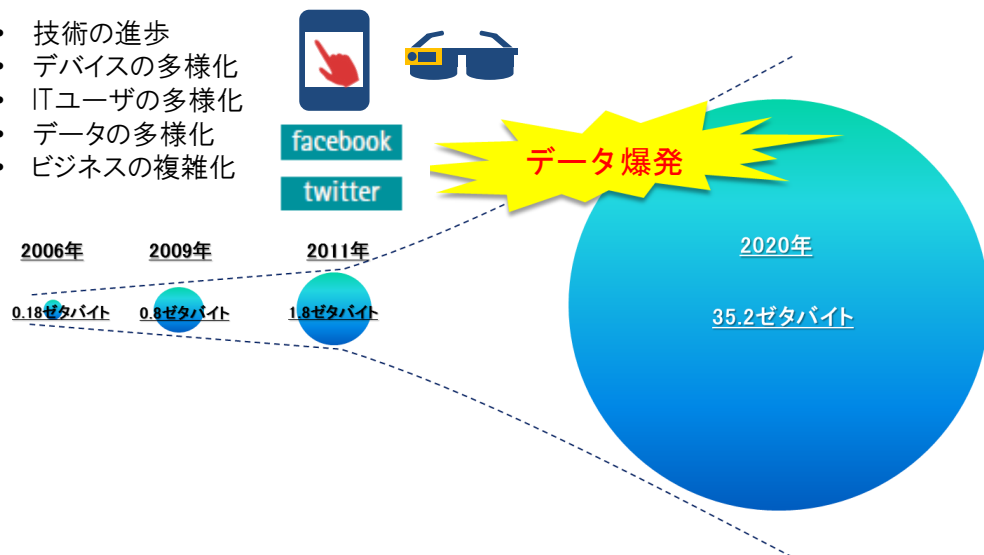 • 技術の進歩
• デバイスの多様化
• ITユーザの多様化
• データの多様化
• ビジネスの複雑化
facebook
twitter
データ爆発
2006年
0.18ゼタバイト
2009年
0.8ゼタバイト
2011年
1.8ゼタバイト
2020年
35.2ゼタバイト